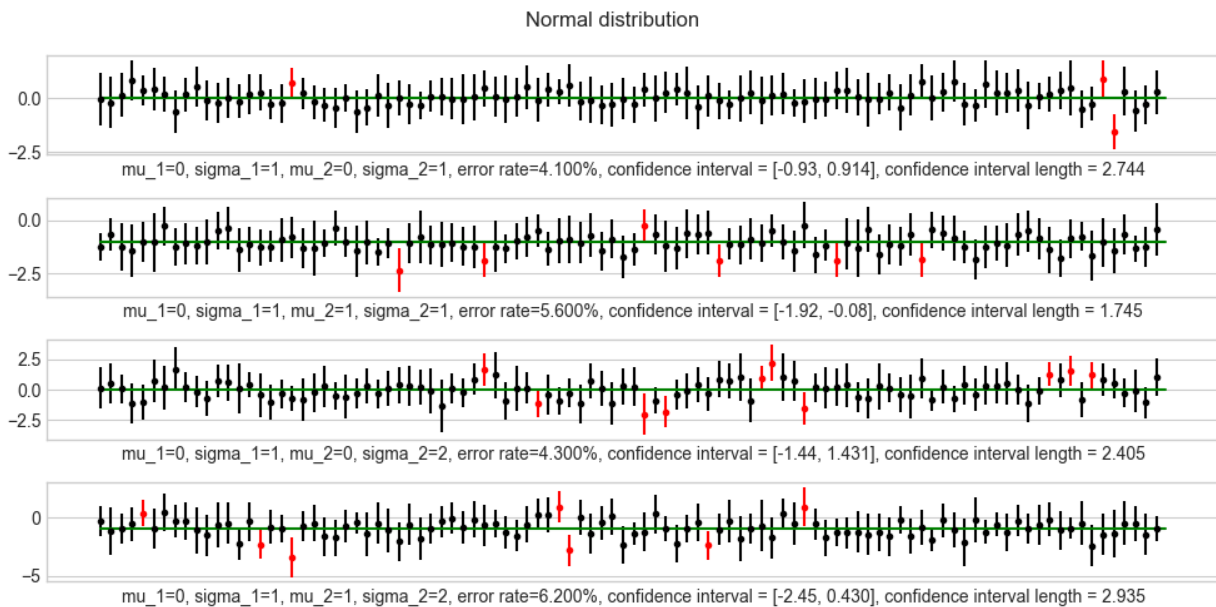 Normal distribution
0.0
−2.5
mu_1=0, sigma_1=1, mu_2=0, sigma_2=1, error rate=4.100%, confidence interval = [-0.93, 0.914], confidence interval length = 2.744
0.0
−2.5
mu_1=0, sigma_1=1, mu_2=1, sigma_2=1, error rate=5.600%, confidence interval = [-1.92, -0.08], confidence interval length = 1.745
2.5
0.0
−2.5
mu_1=0, sigma_1=1, mu_2=0, sigma_2=2, error rate=4.300%, confidence interval = [-1.44, 1.431], confidence interval length = 2.405
0
−5
mu_1=0, sigma_1=1, mu_2=1, sigma_2=2, error rate=6.200%, confidence interval = [-2.45, 0.430], confidence interval length = 2.935